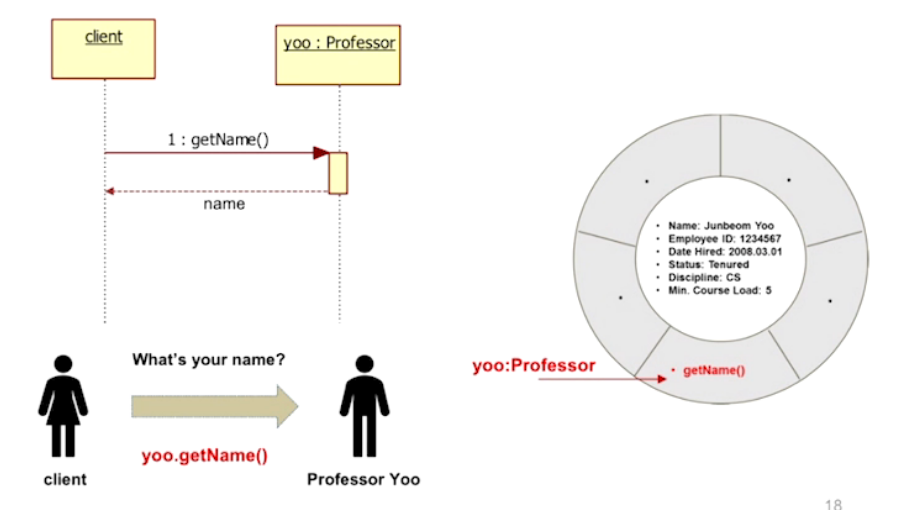 client
yoo : Professor
1 : getName()
name
• Name: Junbeom Yoo
• Employee ID: 1234567
• Date Hired: 2008.03.01
• Status: Tenured
• Discipline: CS
• Min. Course Load: 5
yoo:Professor
• getName()
What's your name?
yoo.getName()
client
Professor Yoo
18